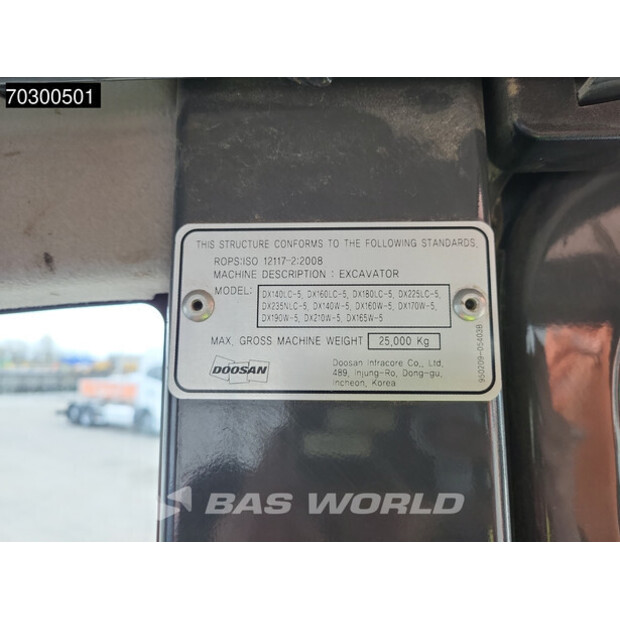 70300501
THIS STRUCTURE CONFORMS TO THE FOLLOWING STANDARDS.
ROPS:ISO 12117-2:2008
MACHINE DESCRIPTION : EXCAVATOR
MODEL: DX140LC-5, DX160LC-5, DX180LC-5, DX225LC-5,
DX235NLC-5, DX140W-5, DX160W-5, DX170W-5,
DX190W-5, DX210W-5, DX165W-5
MAX. GROSS MACHINE WEIGHT 25,000 Kg
DOOSAN
Doosan Infracore Co., Ltd,
489, Injung-Ro, Dong-gu,
Incheon, Korea
950209-05403B
BAS WORLD